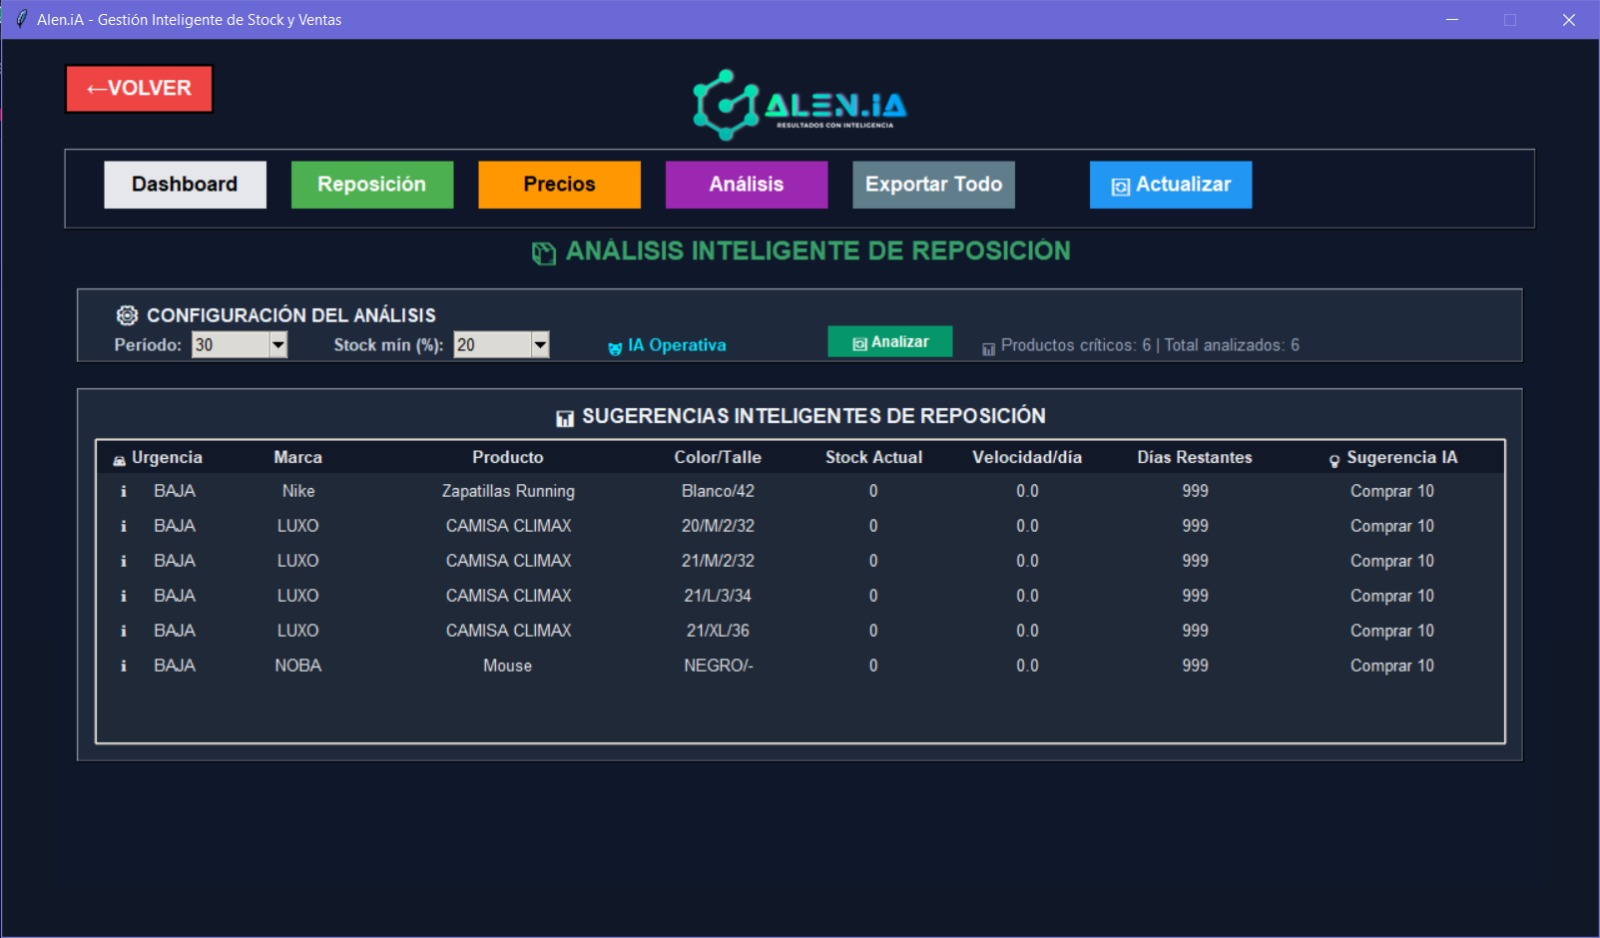 Alen.iA - Gestión Inteligente de Stock y Ventas
←VOLVER
ALEN.iA
RESULTADOS CON INTELIGENCIA
Dashboard Reposición Precios Análisis Exportar Todo Actualizar
ANÁLISIS INTELIGENTE DE REPOSICIÓN
CONFIGURACIÓN DEL ANÁLISIS
Período: 30 Stock mín (%): 20 IA Operativa Analizar Productos críticos: 6 | Total analizados: 6
SUGERENCIAS INTELIGENTES DE REPOSICIÓN
Urgencia Marca Producto Color/Talle Stock Actual Velocidad/día Días Restantes Sugerencia IA
BAJA Nike Zapatillas Running Blanco/42 0 0.0 999 Comprar 10
BAJA LUXO CAMISA CLIMAX 20/M/2/32 0 0.0 999 Comprar 10
BAJA LUXO CAMISA CLIMAX 21/M/2/32 0 0.0 999 Comprar 10
BAJA LUXO CAMISA CLIMAX 21/L/3/34 0 0.0 999 Comprar 10
BAJA LUXO CAMISA CLIMAX 21/XL/36 0 0.0 999 Comprar 10
BAJA NOBA Mouse NEGRO/- 0 0.0 999 Comprar 10